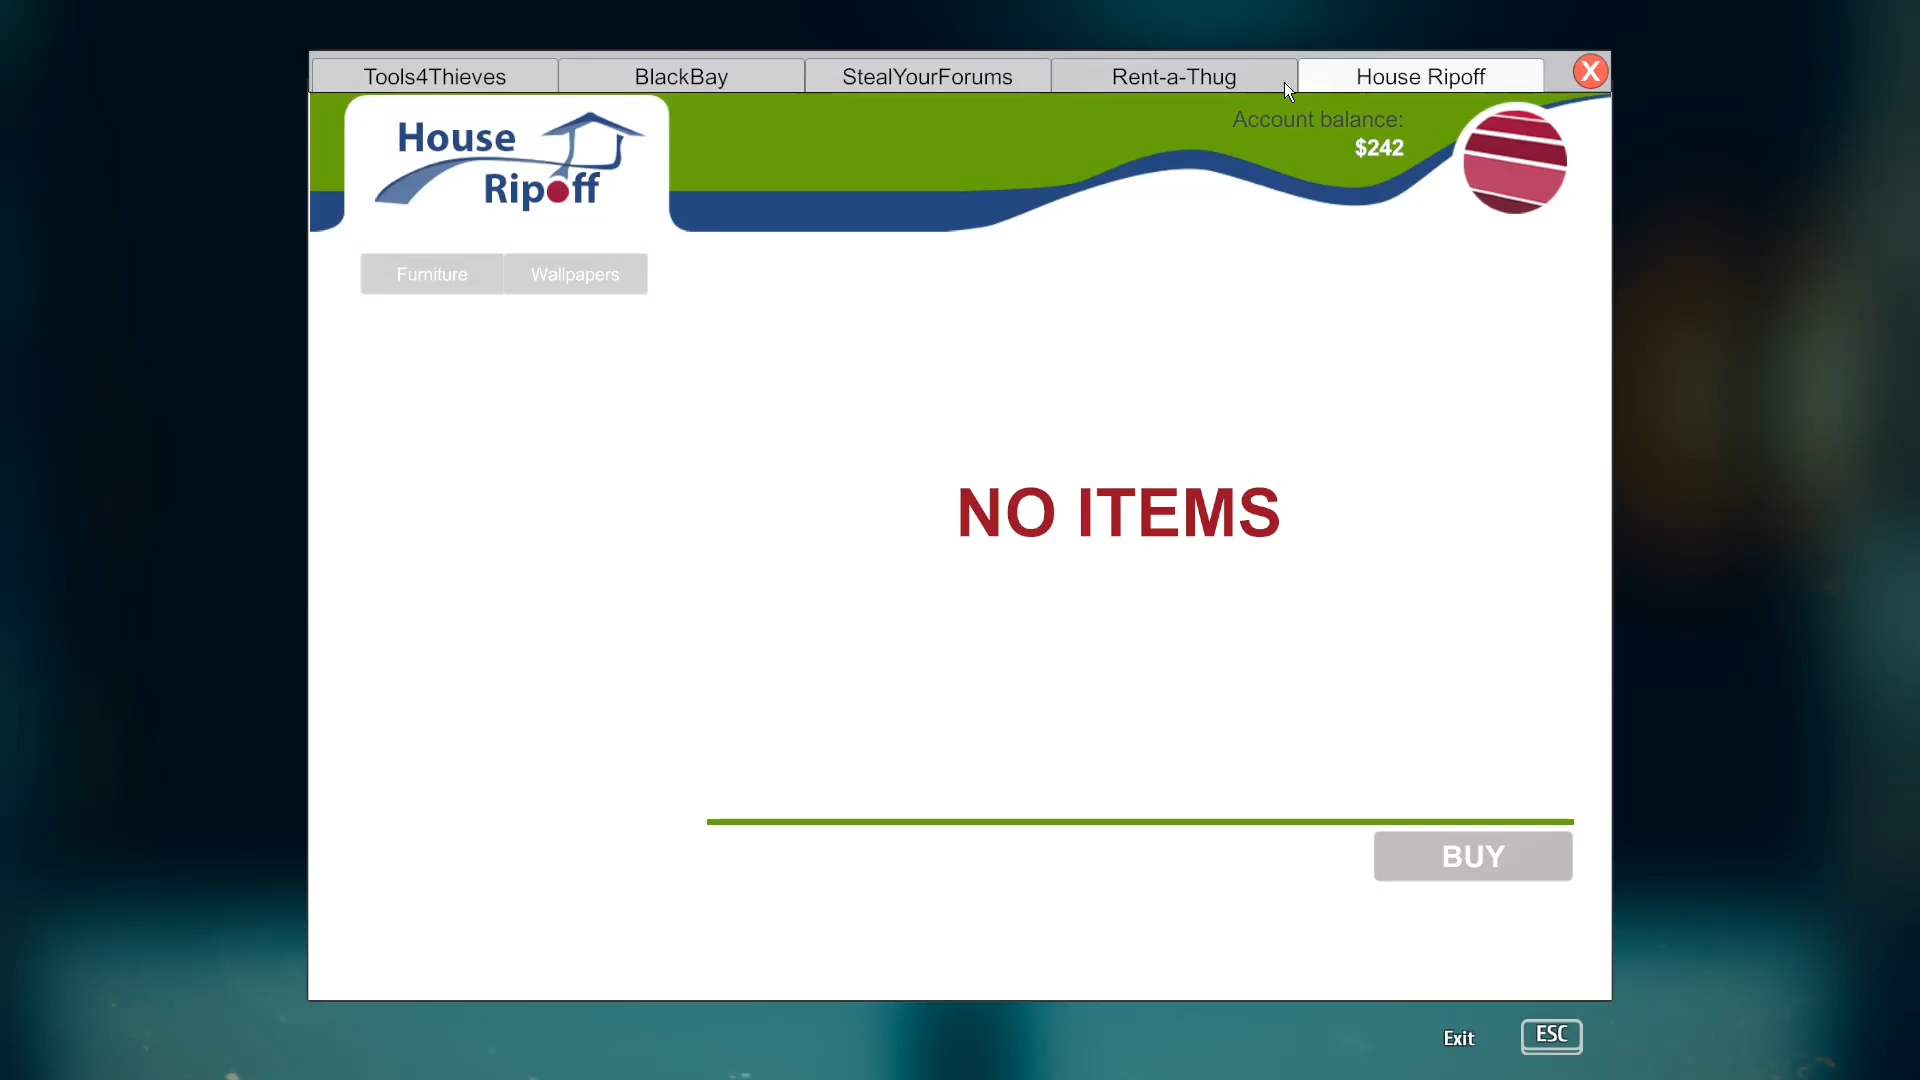 Tools4Thieves
BlackBay
StealYourForums
Rent-a-Thug
House Ripoff
X
House
Ripoff
Account balance:
$242
Furniture
Wallpapers
NO ITEMS
BUY
Exit
ESC